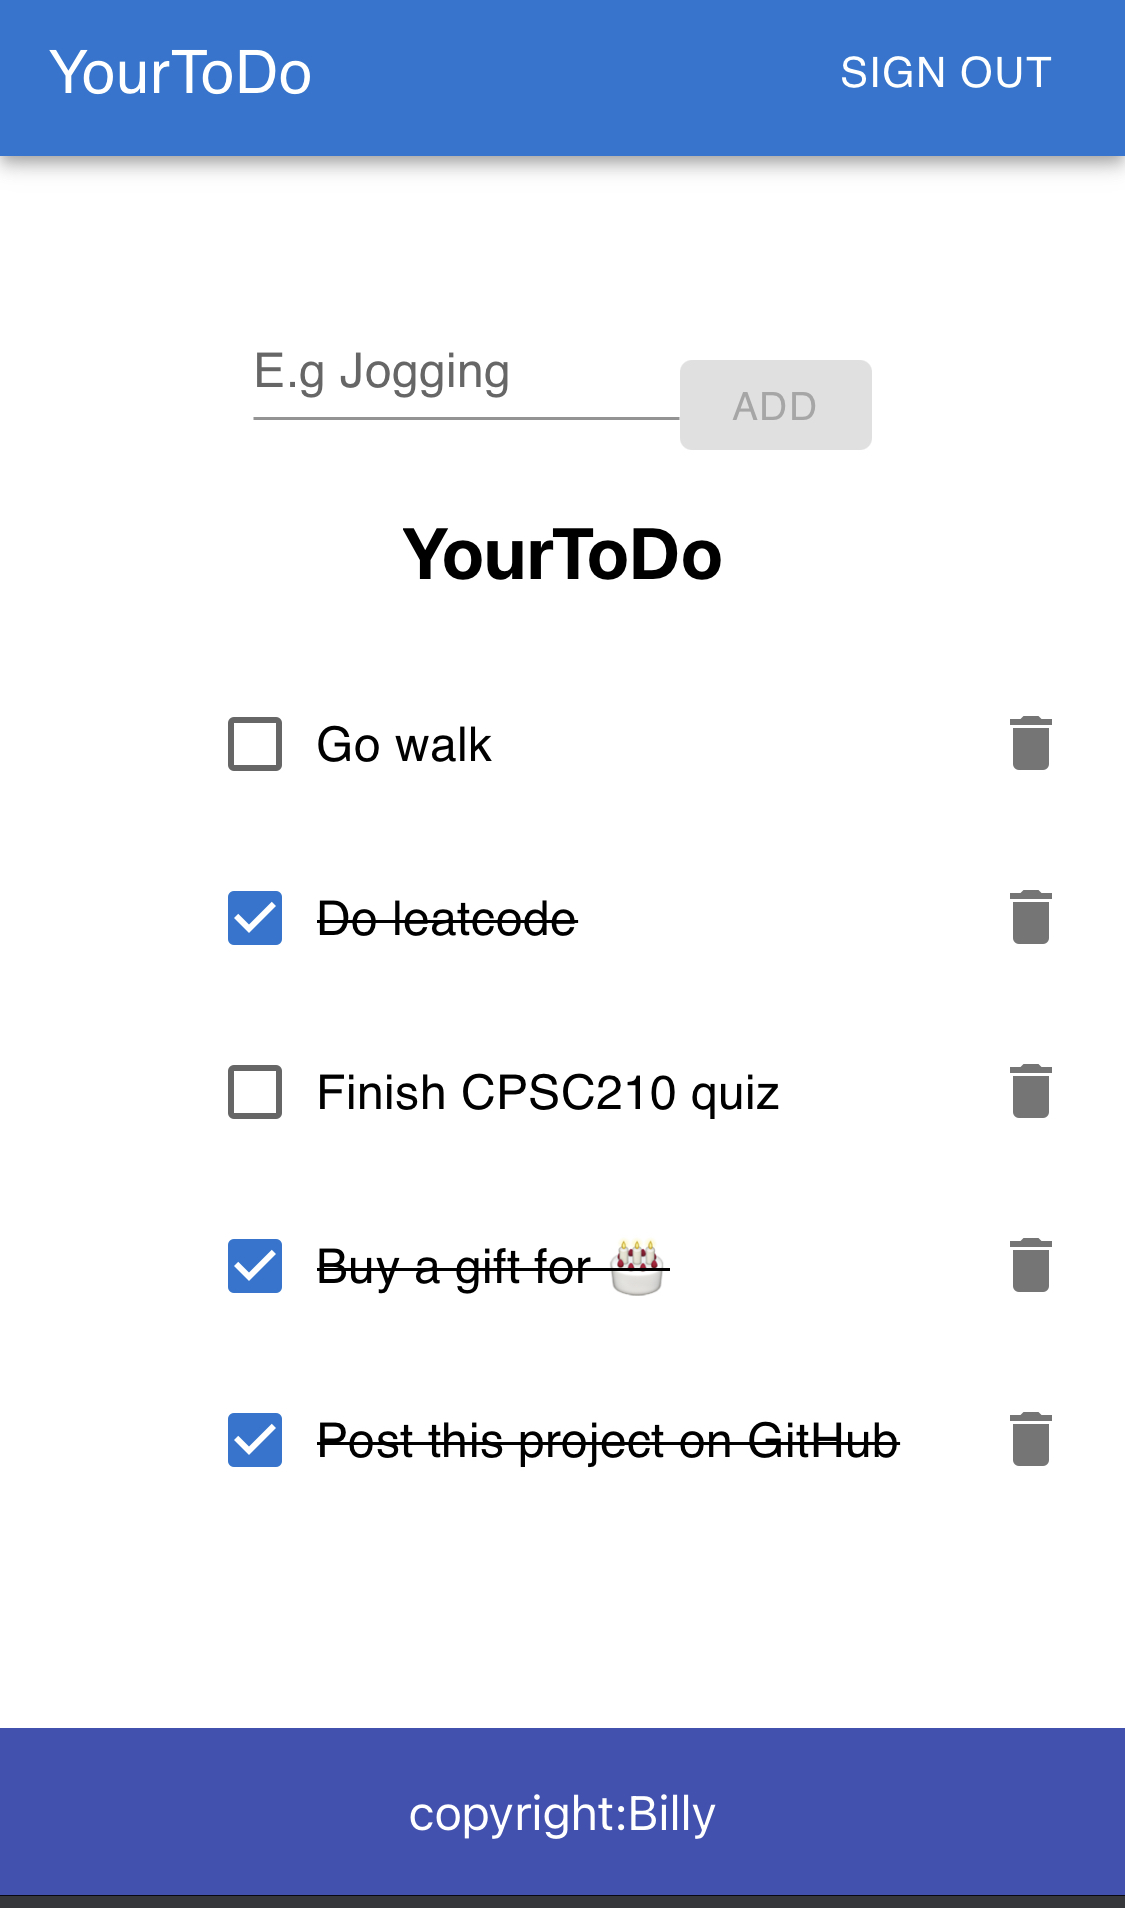 YourToDo SIGN OUT
E.g Jogging ADD
YourToDo
Go walk
Do leatcode
Finish CPSC210 quiz
Buy a gift for 🎂
Post this project on GitHub
copyright:Billy